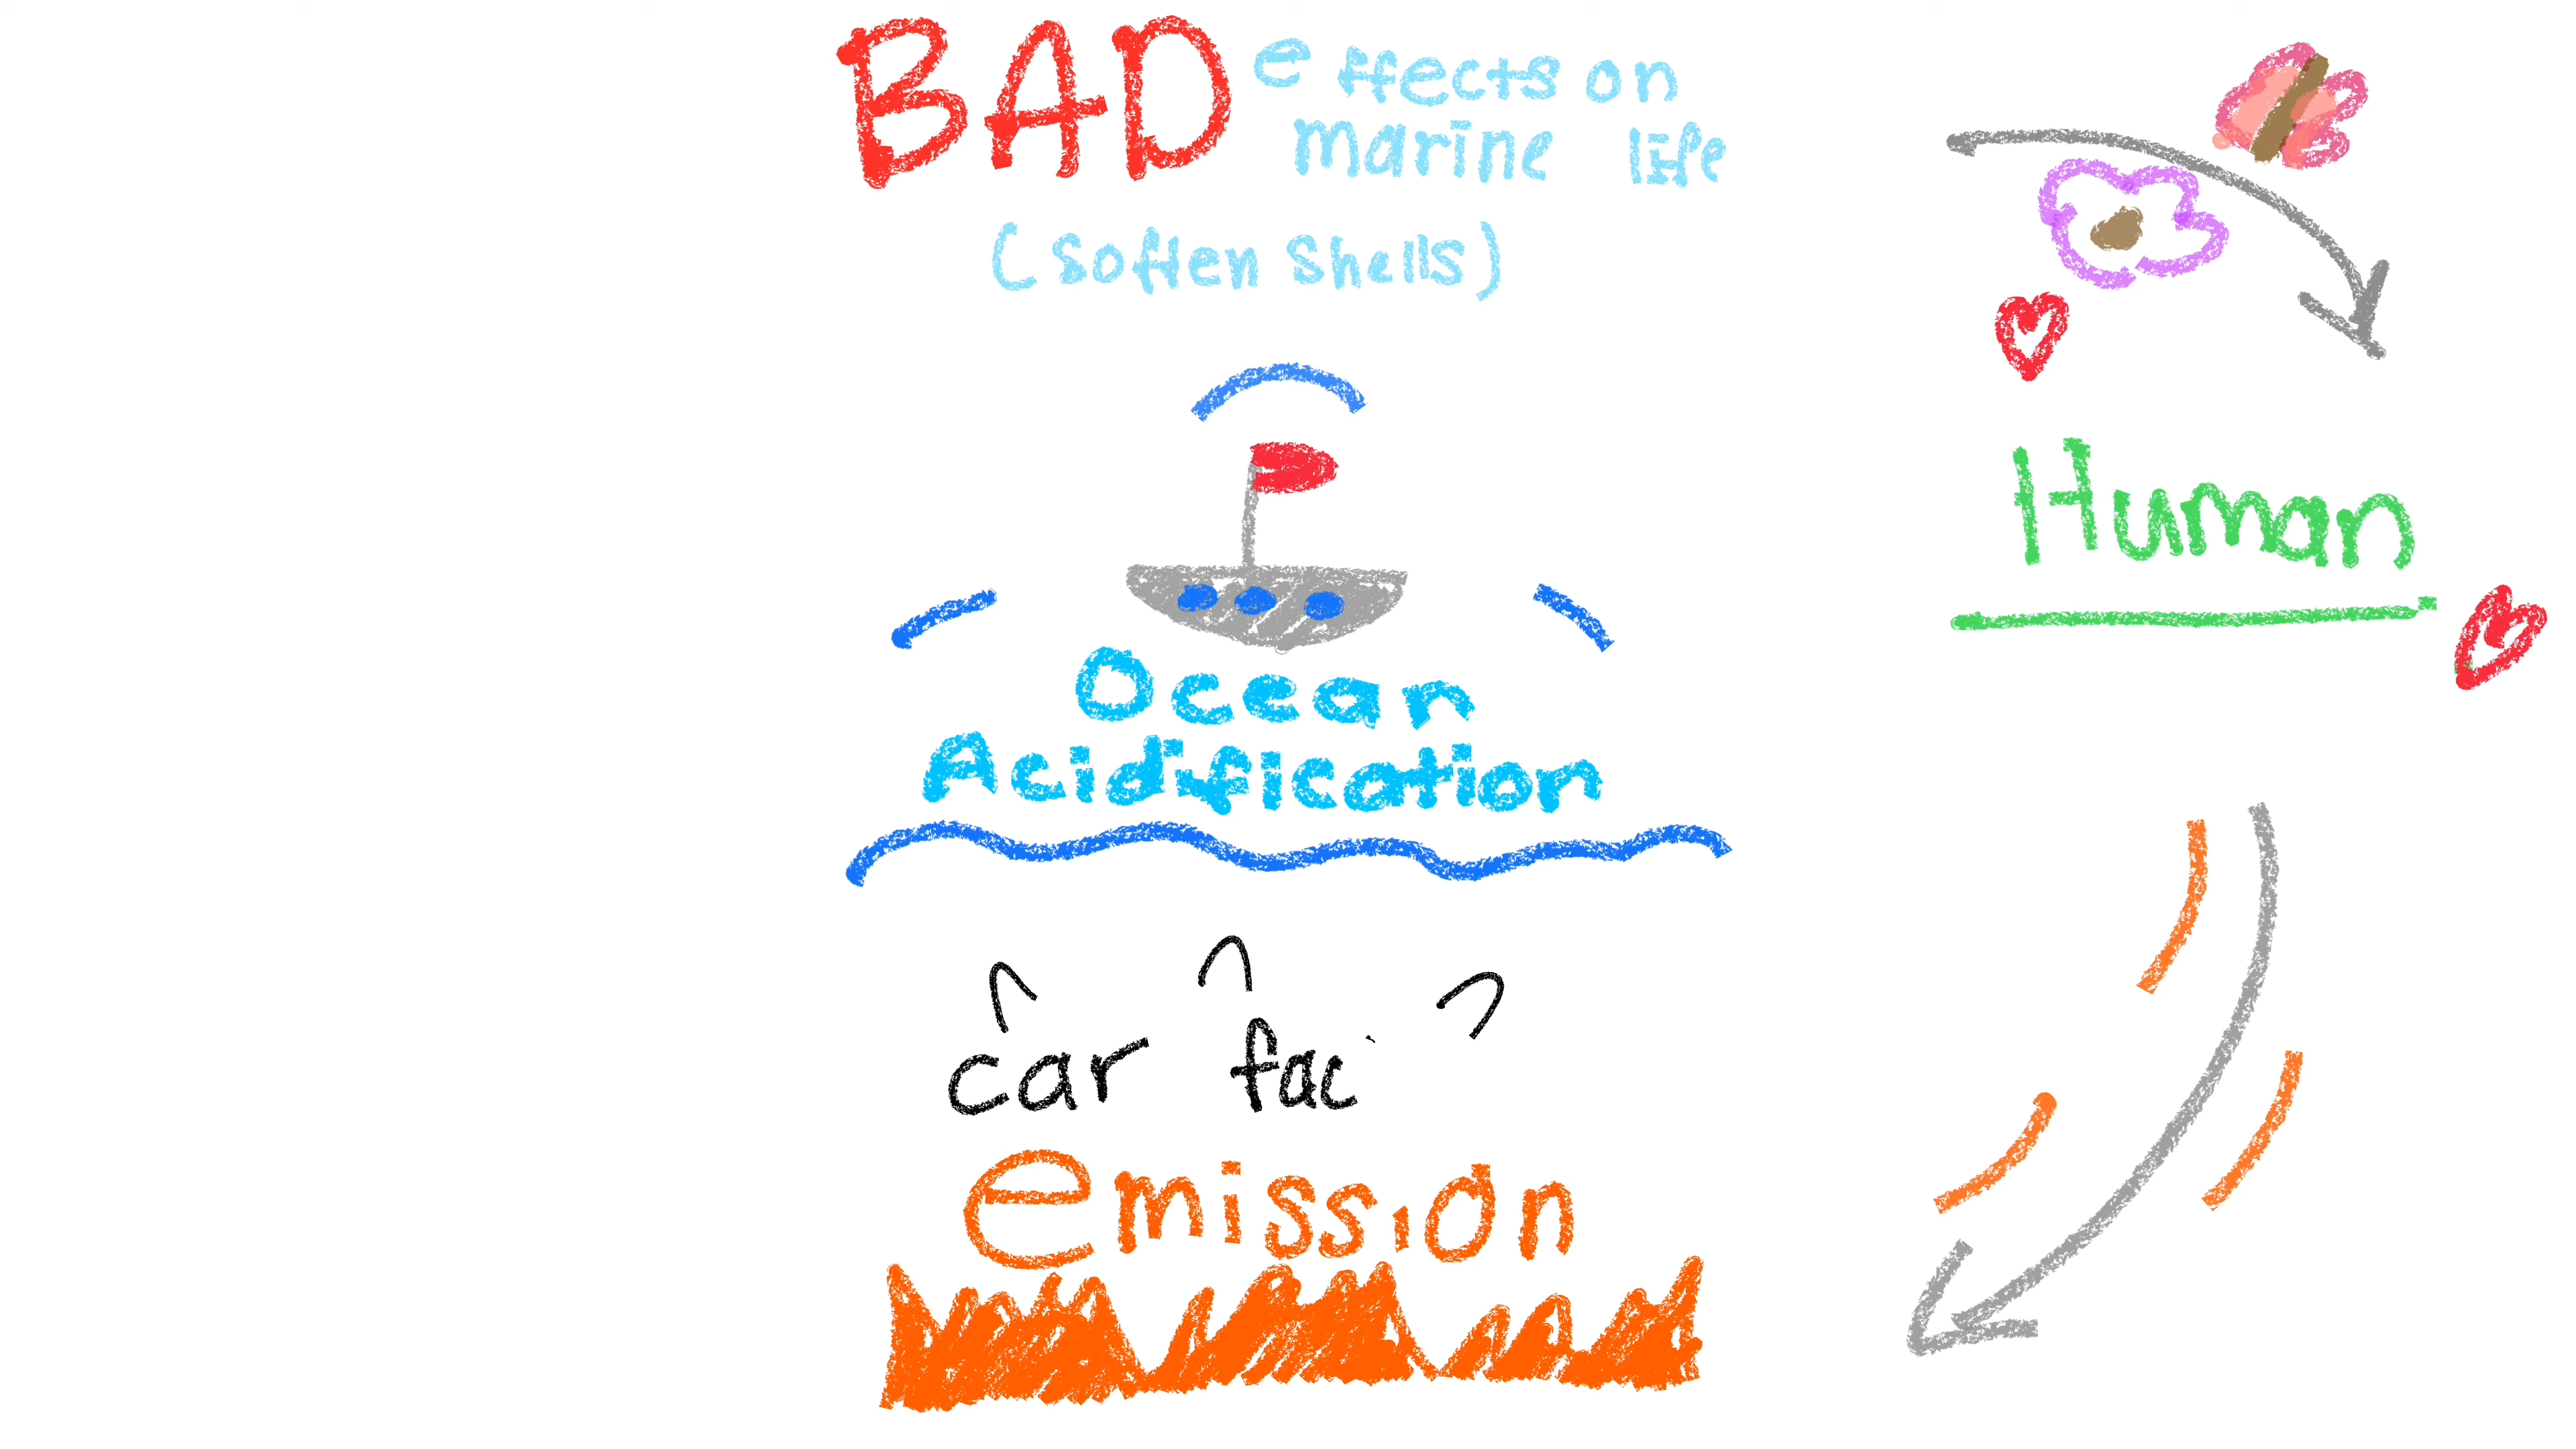 BAD effects on
marine life
(Soften Shells)
Human
Ocean
Acidification
car fac
emission